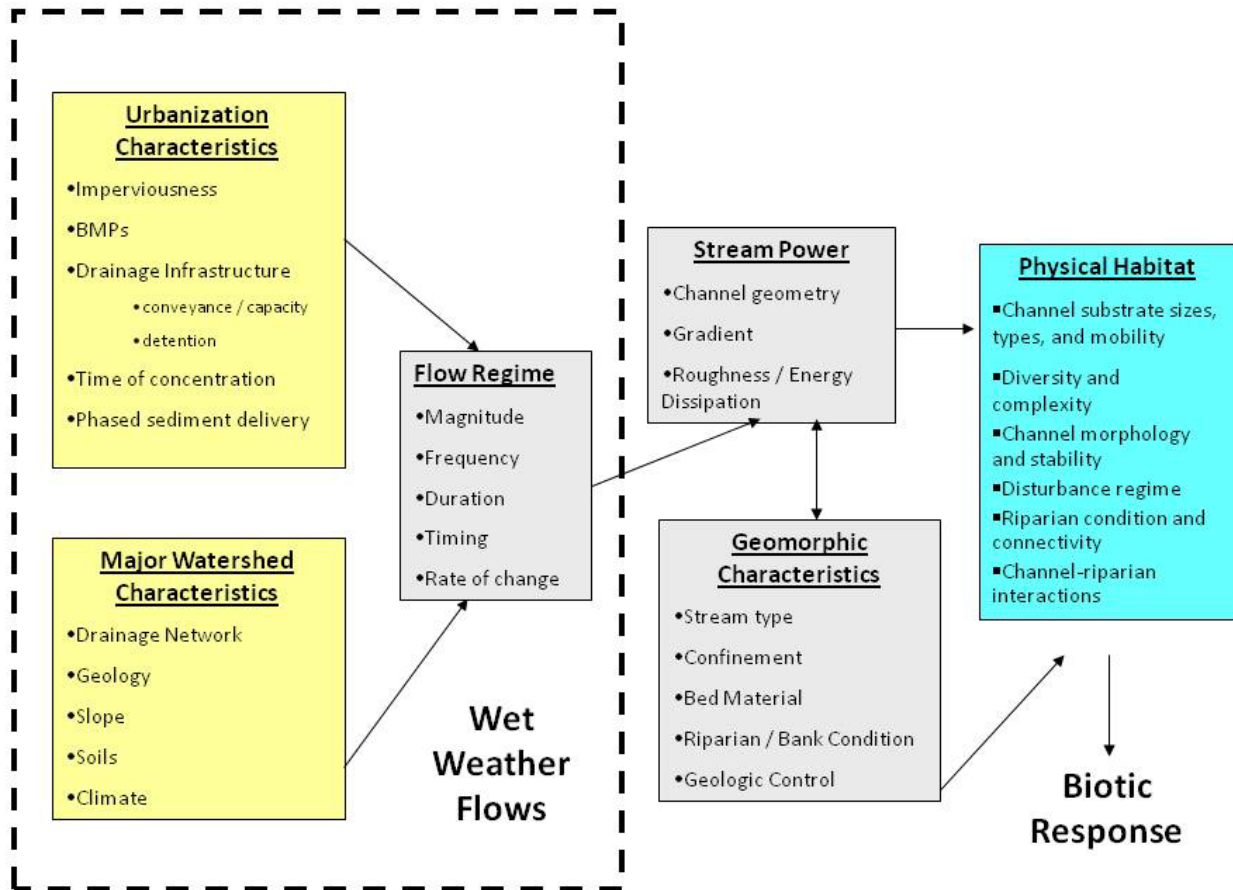 Urbanization
Characteristics
•Imperviousness
•BMPs
•Drainage Infrastructure
•conveyance / capacity
•detention
•Time of concentration
•Phased sediment delivery
Major Watershed
Characteristics
•Drainage Network
•Geology
•Slope
•Soils
•Climate
Flow Regime
•Magnitude
•Frequency
•Duration
•Timing
•Rate of change
Wet
Weather
Flows
Stream Power
•Channel geometry
•Gradient
•Roughness / Energy
Dissipation
Geomorphic
Characteristics
•Stream type
•Confinement
•Bed Material
•Riparian / Bank Condition
•Geologic Control
Physical Habitat
▪Channel substrate sizes,
types, and mobility
▪Diversity and
complexity
▪Channel morphology
and stability
▪Disturbance regime
▪Riparian condition and
connectivity
▪Channel-riparian
interactions
Biotic
Response